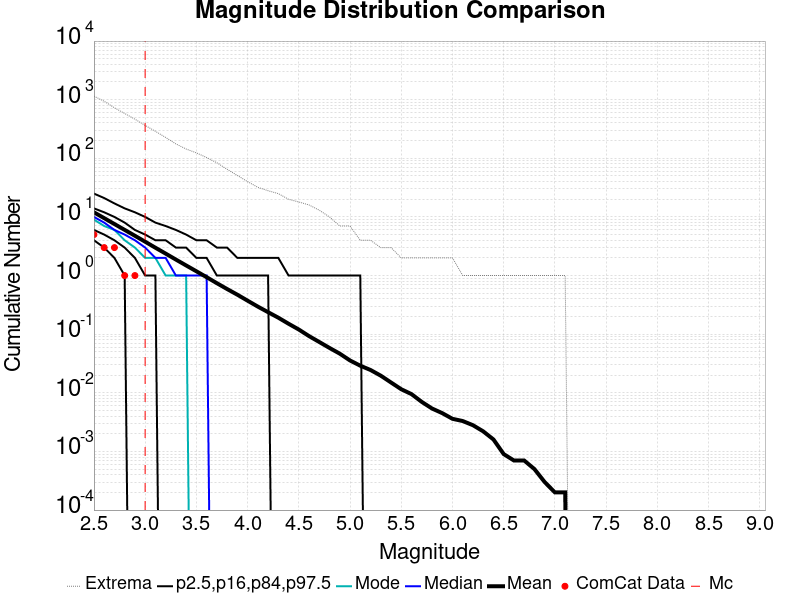 Magnitude Distribution Comparison
10 4
10 3
10 2
10 1
10 0
10 -1
10 -2
10 -3
10 -4
Cumulative Number
2.5 3.0 3.5 4.0 4.5 5.0 5.5 6.0 6.5 7.0 7.5 8.0 8.5 9.0
Magnitude
Extrema p2.5,p16,p84,p97.5 Mode Median Mean ComCat Data Mc